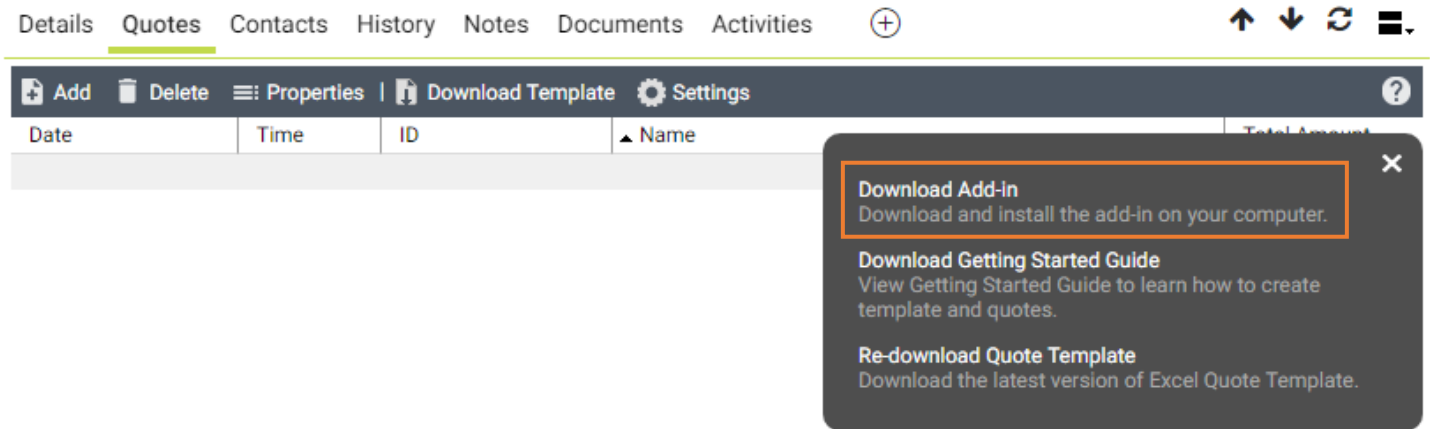 Details Quotes Contacts History Notes Documents Activities
Add Delete Properties | Download Template Settings ?
Date Time ID Name Total Amount
Download Add-in
Download and install the add-in on your computer.
Download Getting Started Guide
View Getting Started Guide to learn how to create
template and quotes.
Re-download Quote Template
Download the latest version of Excel Quote Template.